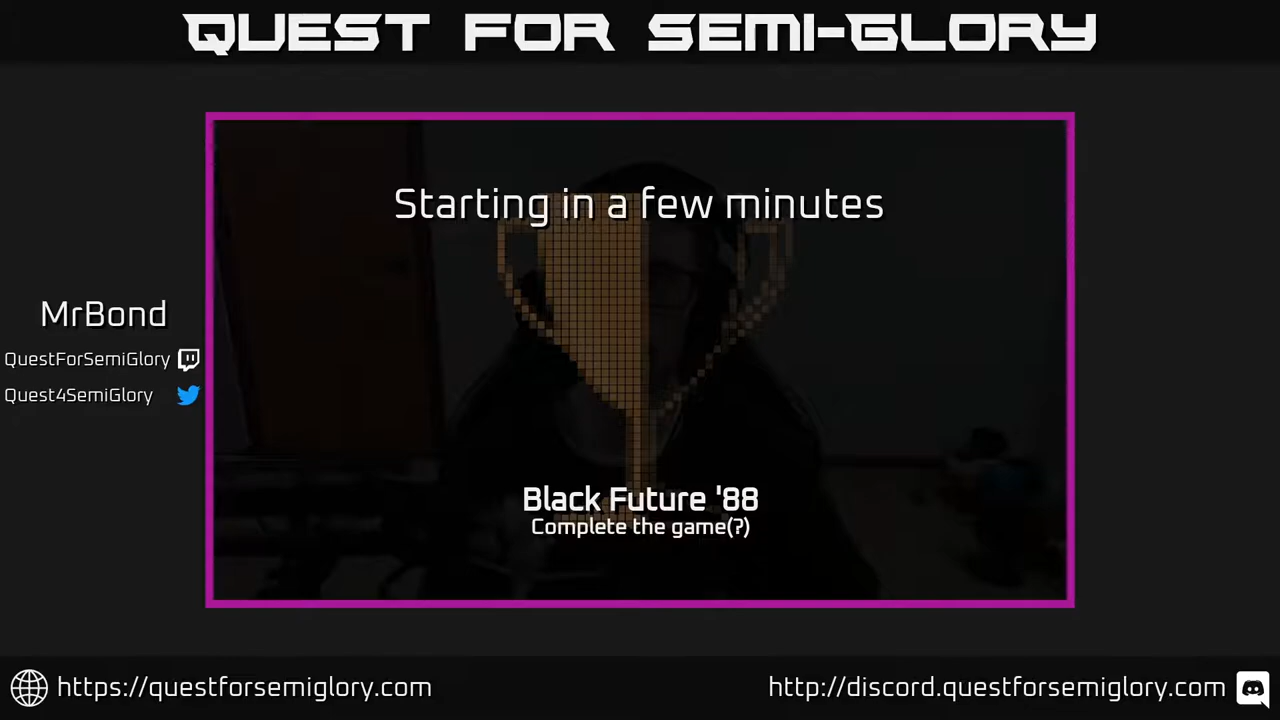 QUEST FOR SEMI-GLORY
Starting in a few minutes
MrBond
QuestForSemiGlory
Quest4SemiGlory
Black Future '88
Complete the game(?)
https://questforsemiglory.com
http://discord.questforsemiglory.com